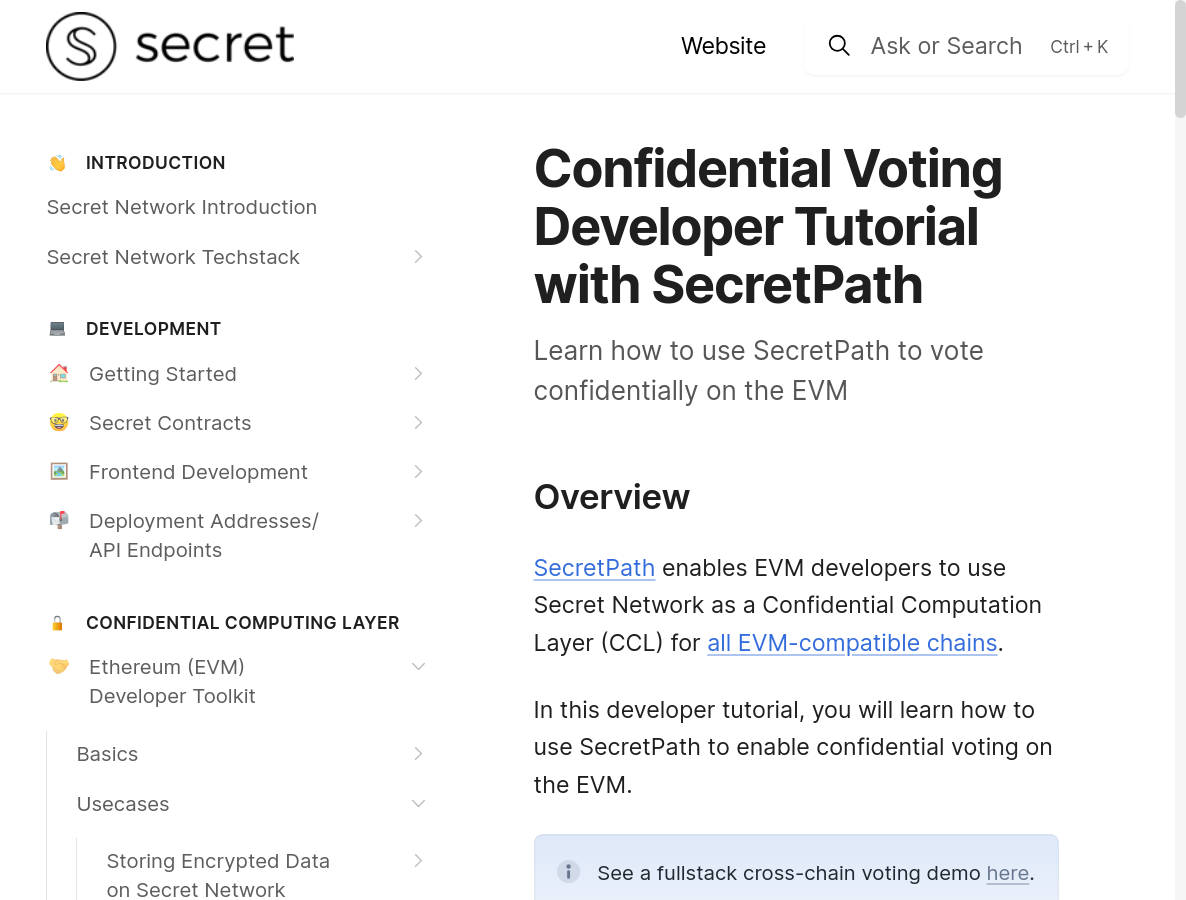 secret
Website
Ask or Search
Ctrl + K
INTRODUCTION
Secret Network Introduction
Secret Network Techstack
DEVELOPMENT
Getting Started
Secret Contracts
Frontend Development
Deployment Addresses/
API Endpoints
CONFIDENTIAL COMPUTING LAYER
Ethereum (EVM)
Developer Toolkit
Basics
Usecases
Storing Encrypted Data
on Secret Network
Confidential Voting
Developer Tutorial
with SecretPath
Learn how to use SecretPath to vote
confidentially on the EVM
Overview
SecretPath enables EVM developers to use
Secret Network as a Confidential Computation
Layer (CCL) for all EVM-compatible chains.
In this developer tutorial, you will learn how to
use SecretPath to enable confidential voting on
the EVM.
See a fullstack cross-chain voting demo here.